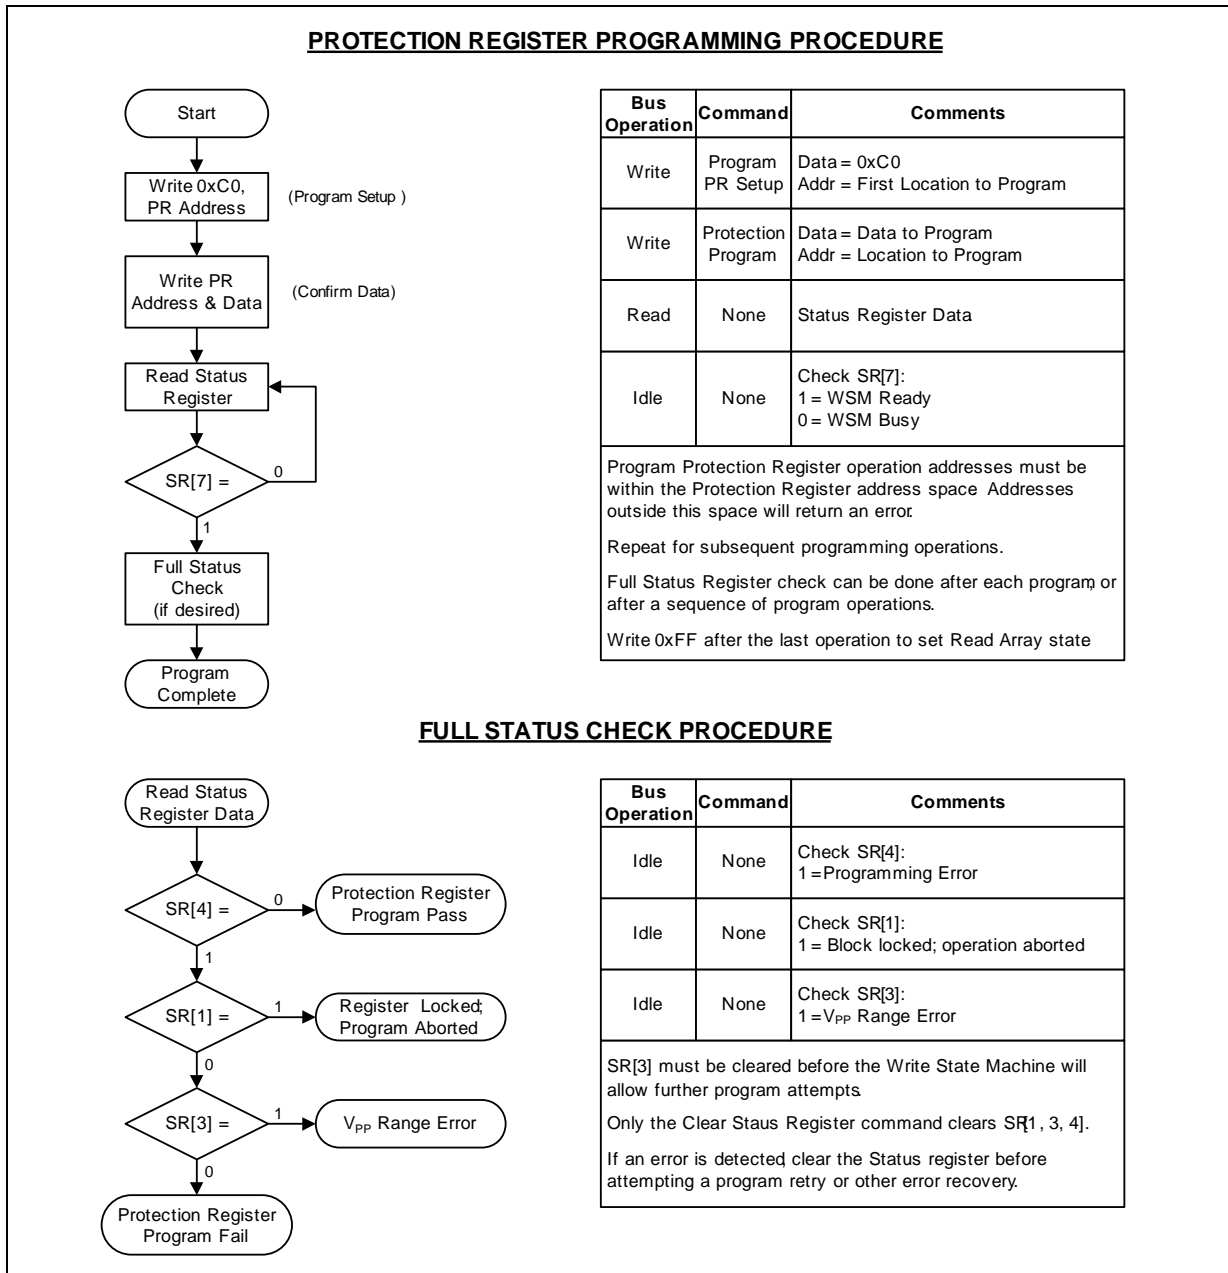 PROTECTION REGISTER PROGRAMMING PROCEDURE
Start
Write 0xC0,
PR Address
(Program Setup )
Write PR
Address & Data
(Confirm Data)
Read Status
Register
SR[7] =
0
1
Full Status
Check
(if desired)
Program
Complete
Bus
Operation
Command
Comments
Write
Program
PR Setup
Data = 0xC0
Addr = First Location to Program
Write
Protection
Program
Data = Data to Program
Addr = Location to Program
Read
None
Status Register Data.
Idle
None
Check SR[7]:
1 = WSM Ready
0 = WSM Busy
Program Protection Register operation addresses must be
within the Protection Register address space. Addresses
outside this space will return an error.
Repeat for subsequent programming operations.
Full Status Register check can be done after each program, or
after a sequence of program operations.
Write 0xFF after the last operation to set Read Array state
FULL STATUS CHECK PROCEDURE
Read Status
Register Data
SR[4] =
0
Protection Register
Program Pass
1
SR[1] =
1
Register Locked;
Program Aborted
0
SR[3] =
1
VPP Range Error
0
Protection Register
Program Fail
Bus
Operation
Command
Comments
Idle
None
Check SR[4]:
1 =Programming Error
Idle
None
Check SR[1]:
1 = Block locked; operation aborted
Idle
None
Check SR[3]:
1 =VPP Range Error
SR[3] must be cleared before the Write State Machine will
allow further program attempts.
Only the Clear Staus Register command clears SR[1, 3, 4].
If an error is detected, clear the Status register before
attempting a program retry or other error recovery.